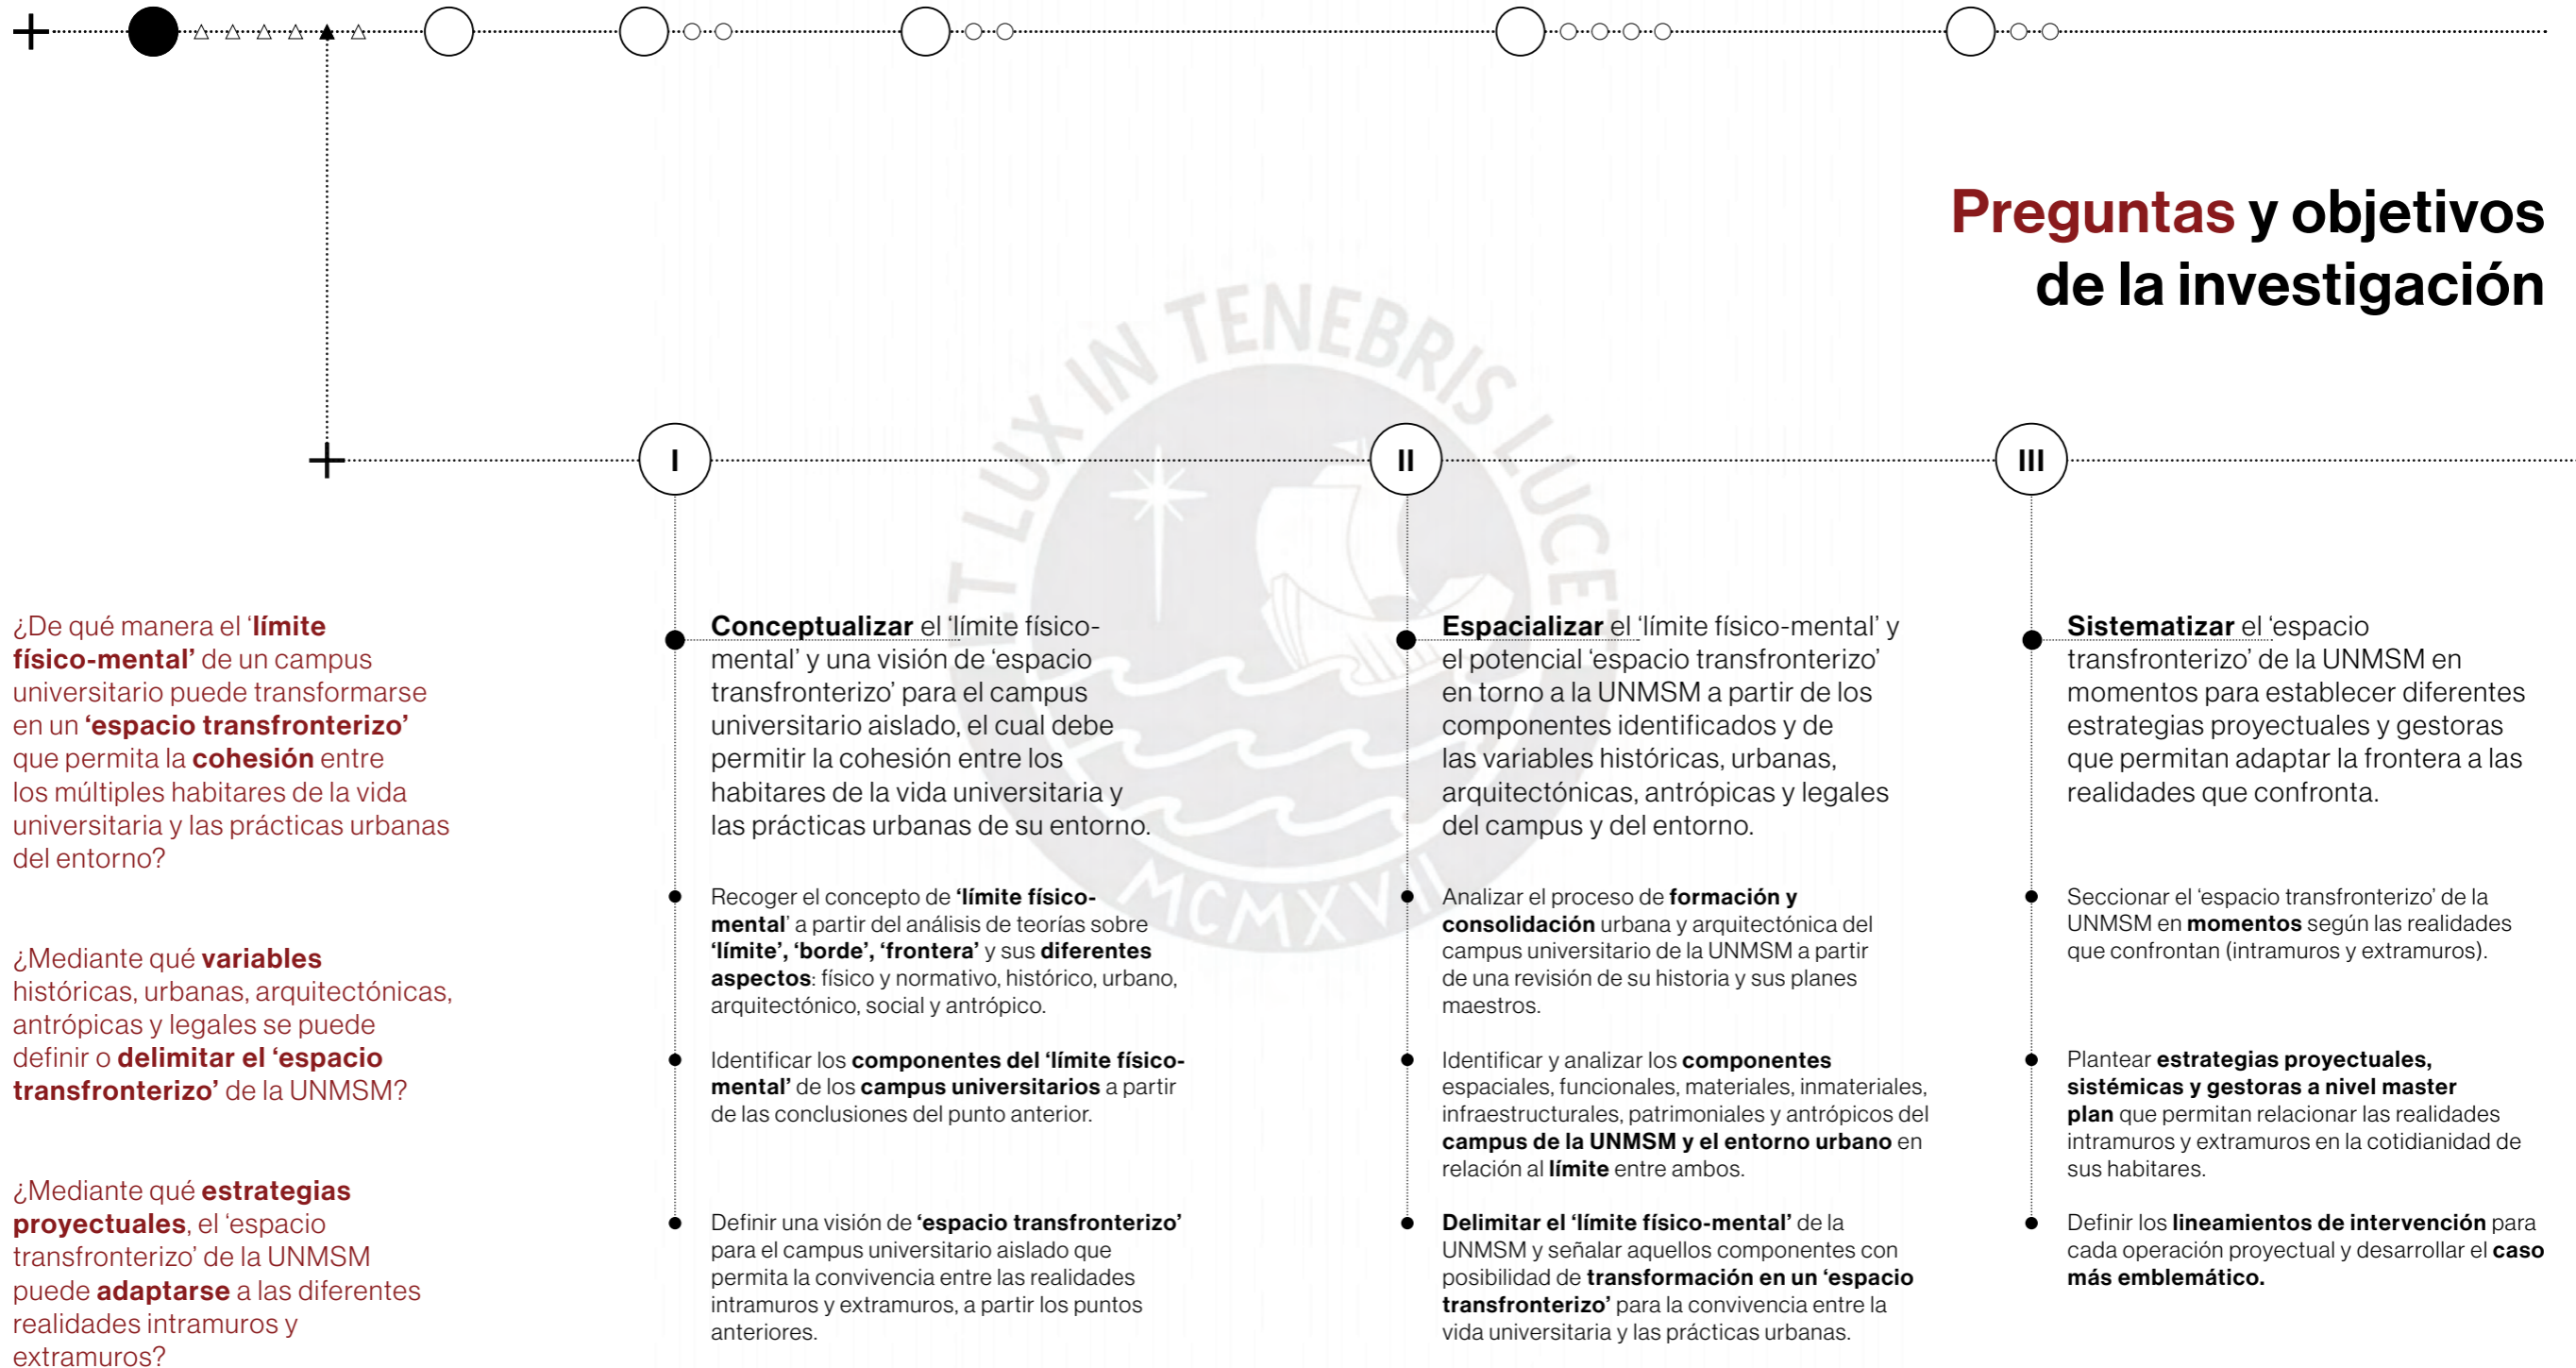 Preguntas y objetivos
de la investigación
¿De qué manera el ‘límite
físico-mental’ de un campus
universitario puede transformarse
en un ‘espacio transfronterizo’
que permita la cohesión entre
los múltiples habitares de la vida
universitaria y las prácticas urbanas
del entorno?
¿Mediante qué variables
históricas, urbanas, arquitectónicas,
antrópicas y legales se puede
definir o delimitar el ‘espacio
transfronterizo’ de la UNMSM?
¿Mediante qué estrategias
proyectuales, el ‘espacio
transfronterizo’ de la UNMSM
puede adaptarse a las diferentes
realidades intramuros y
extramuros?
I
Conceptualizar el ‘límite físico-
mental’ y una visión de ‘espacio
transfronterizo’ para el campus
universitario aislado, el cual debe
permitir la cohesión entre los
habitares de la vida universitaria y
las prácticas urbanas de su entorno.
Recoger el concepto de ‘límite físico-
mental’ a partir del análisis de teorías sobre
‘límite’, ‘borde’, ‘frontera’ y sus diferentes
aspectos: físico y normativo, histórico, urbano,
arquitectónico, social y antrópico.
Identificar los componentes del ‘límite físico-
mental’ de los campus universitarios a partir
de las conclusiones del punto anterior.
Definir una visión de ‘espacio transfronterizo’
para el campus universitario aislado que
permita la convivencia entre las realidades
intramuros y extramuros, a partir los puntos
anteriores.
II
Espacializar el ‘límite físico-mental’ y
el potencial ‘espacio transfronterizo’
en torno a la UNMSM a partir de los
componentes identificados y de
las variables históricas, urbanas,
arquitectónicas, antrópicas y legales
del campus y del entorno.
Analizar el proceso de formación y
consolidación urbana y arquitectónica del
campus universitario de la UNMSM a partir
de una revisión de su historia y sus planes
maestros.
Identificar y analizar los componentes
espaciales, funcionales, materiales, inmateriales,
infraestructurales, patrimoniales y antrópicos del
campus de la UNMSM y el entorno urbano en
relación al límite entre ambos.
Delimitar el ‘límite físico-mental’ de la
UNMSM y señalar aquellos componentes con
posibilidad de transformación en un ‘espacio
transfronterizo’ para la convivencia entre la
vida universitaria y las prácticas urbanas.
III
Sistematizar el ‘espacio
transfronterizo’ de la UNMSM en
momentos para establecer diferentes
estrategias proyectuales y gestoras
que permitan adaptar la frontera a las
realidades que confronta.
Seccionar el ‘espacio transfronterizo’ de la
UNMSM en momentos según las realidades
que confrontan (intramuros y extramuros).
Plantear estrategias proyectuales,
sistémicas y gestoras a nivel master
plan que permitan relacionar las realidades
intramuros y extramuros en la cotidianidad de
sus habitares.
Definir los lineamientos de intervención para
cada operación proyectual y desarrollar el caso
más emblemático.
ET LUX IN TENEBRIS LUCET
MCMXVII